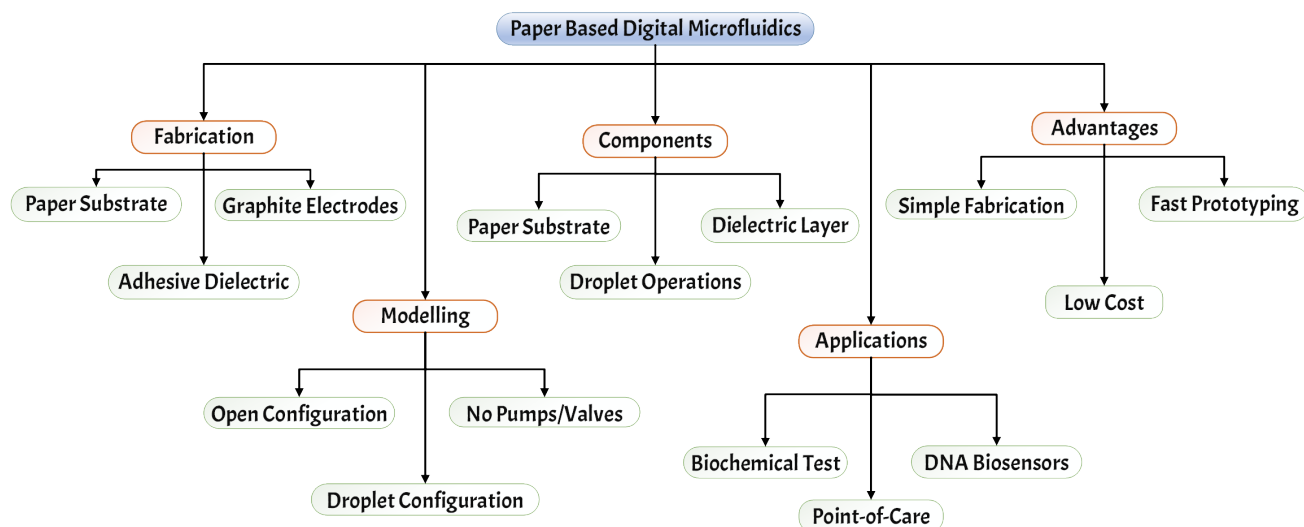 Paper Based Digital Microfluidics
Fabrication
Paper Substrate
Graphite Electrodes
Adhesive Dielectric
Modelling
Open Configuration
No Pumps/Valves
Droplet Configuration
Components
Paper Substrate
Dielectric Layer
Droplet Operations
Applications
Biochemical Test
DNA Biosensors
Point-of-Care
Advantages
Simple Fabrication
Fast Prototyping
Low Cost